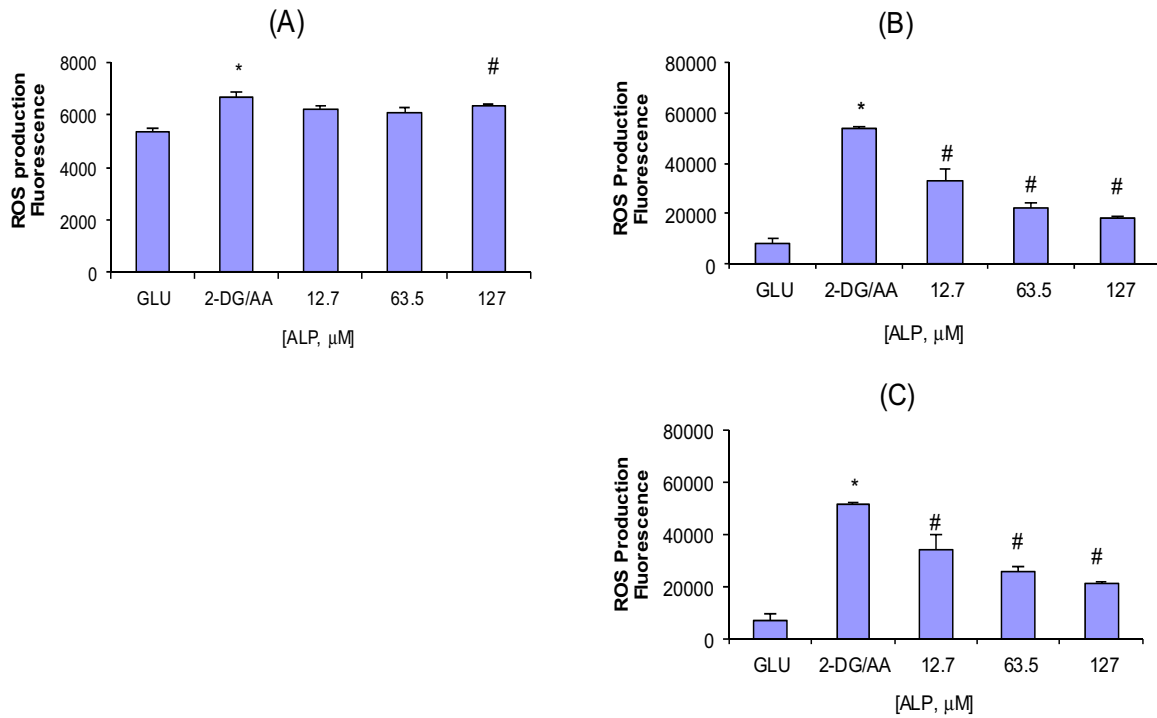 (A)
ROS production
Fluorescence
8000
6000
4000
2000
0
*
#
GLU 2-DG/AA 12.7 63.5 127
[ALP, μM]
(B)
ROS Production
Fluorescence
80000
60000
40000
20000
0
*
#
#
#
GLU 2-DG/AA 12.7 63.5 127
[ALP, μM]
(C)
ROS Production
Fluorescence
80000
60000
40000
20000
0
*
#
#
#
GLU 2-DG/AA 12.7 63.5 127
[ALP, μM]